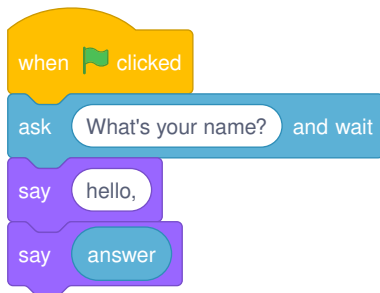 when clicked
ask What's your name? and wait
say hello,
say answer